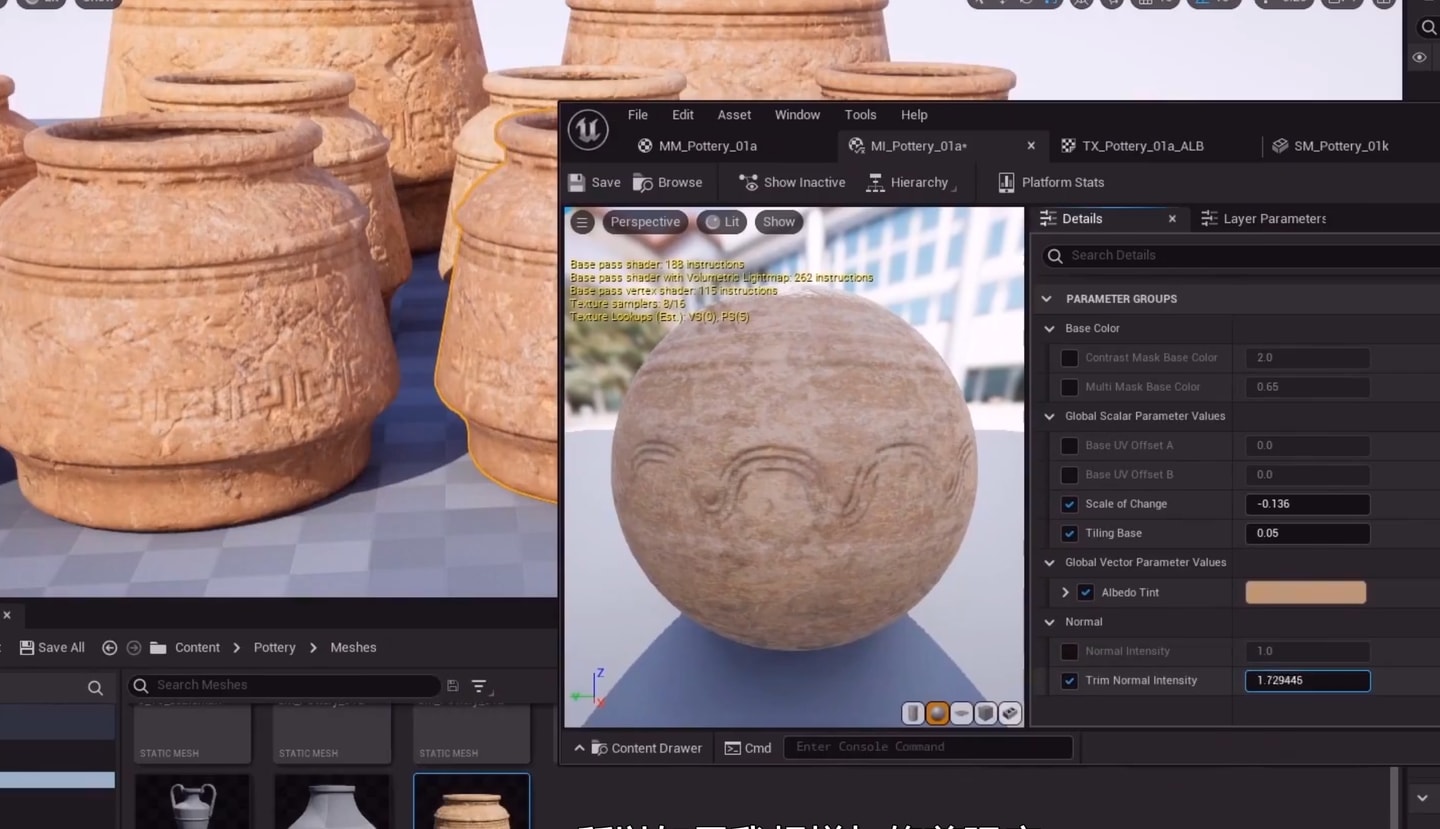 File Edit Asset Window Tools Help
MM_Pottery_01a MI_Pottery_01a* TX_Pottery_01a_ALB SM_Pottery_01k
Save Browse Show Inactive Hierarchy Platform Stats
Perspective Lit Show
Base pass shader: 188 instructions
Base pass shader with Volumetric Lightmap: 262 instructions
Base pass vertex shader: 115 instructions
Texture samplers: 8/16
Texture Lookups (Est.): VS(0), PS(5)
Details Layer Parameters
Search Details
PARAMETER GROUPS
Base Color
Contrast Mask Base Color 2.0
Multi Mask Base Color 0.65
Global Scalar Parameter Values
Base UV Offset A 0.0
Base UV Offset B 0.0
Scale of Change -0.136
Tiling Base 0.05
Global Vector Parameter Values
Albedo Tint
Normal
Normal Intensity 1.0
Trim Normal Intensity 1.729445
Z
Y
X
Content Drawer Cmd Enter Console Command
Save All Content Pottery Meshes
Search Meshes
STATIC MESH STATIC MESH STATIC MESH